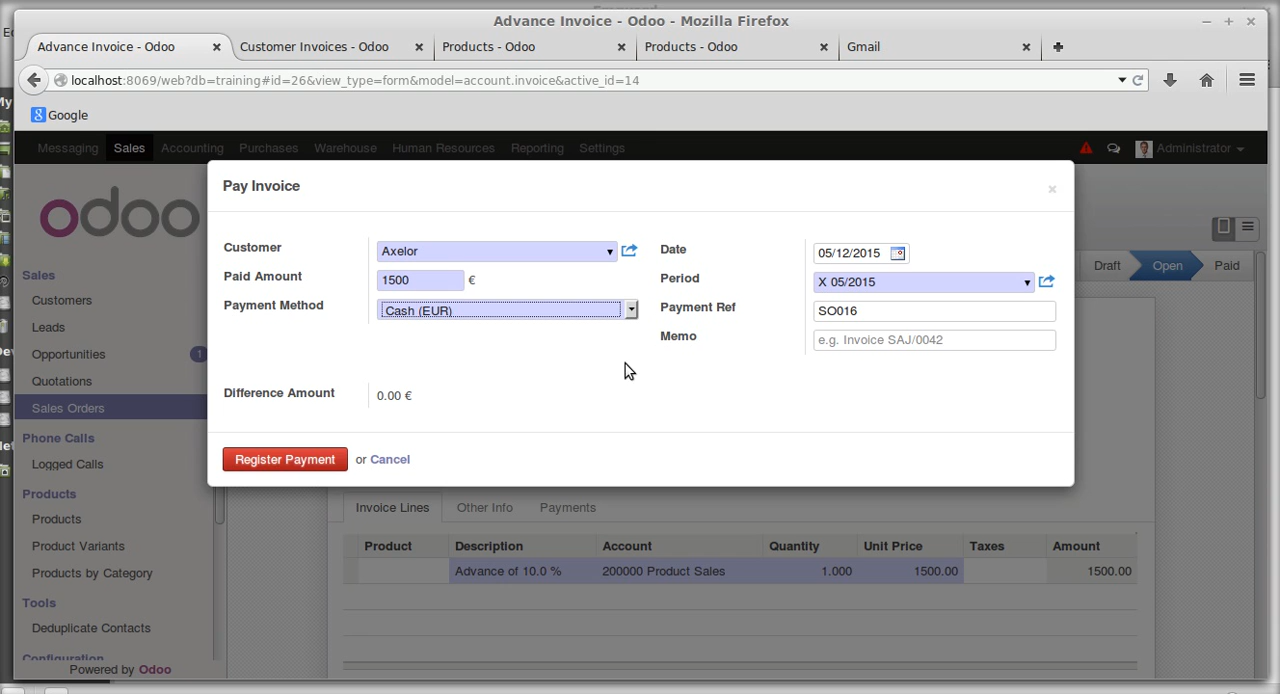 Advance Invoice - Odoo - Mozilla Firefox
Advance Invoice - Odoo
Customer Invoices - Odoo
Products - Odoo
Products - Odoo
Gmail
localhost:8069/web?db=training#id=26&view_type=form&model=account.invoice&active_id=14
Google
Messaging Sales Accounting Purchases Warehouse Human Resources Reporting Settings Administrator
odoo
Pay Invoice
Customer Axelor
Date 05/12/2015
Paid Amount 1500 €
Period X 05/2015
Payment Method Cash (EUR)
Payment Ref SO016
Memo e.g. Invoice SAJ/0042
Difference Amount 0.00 €
Register Payment or Cancel
Draft Open Paid
Sales
Customers
Leads
Opportunities 1
Quotations
Sales Orders
Phone Calls
Logged Calls
Products
Products
Product Variants
Products by Category
Tools
Deduplicate Contacts
Configuration
Powered by Odoo
Invoice Lines Other Info Payments
Product Description Account Quantity Unit Price Taxes Amount
Advance of 10.0 % 200000 Product Sales 1.000 1500.00 1500.00